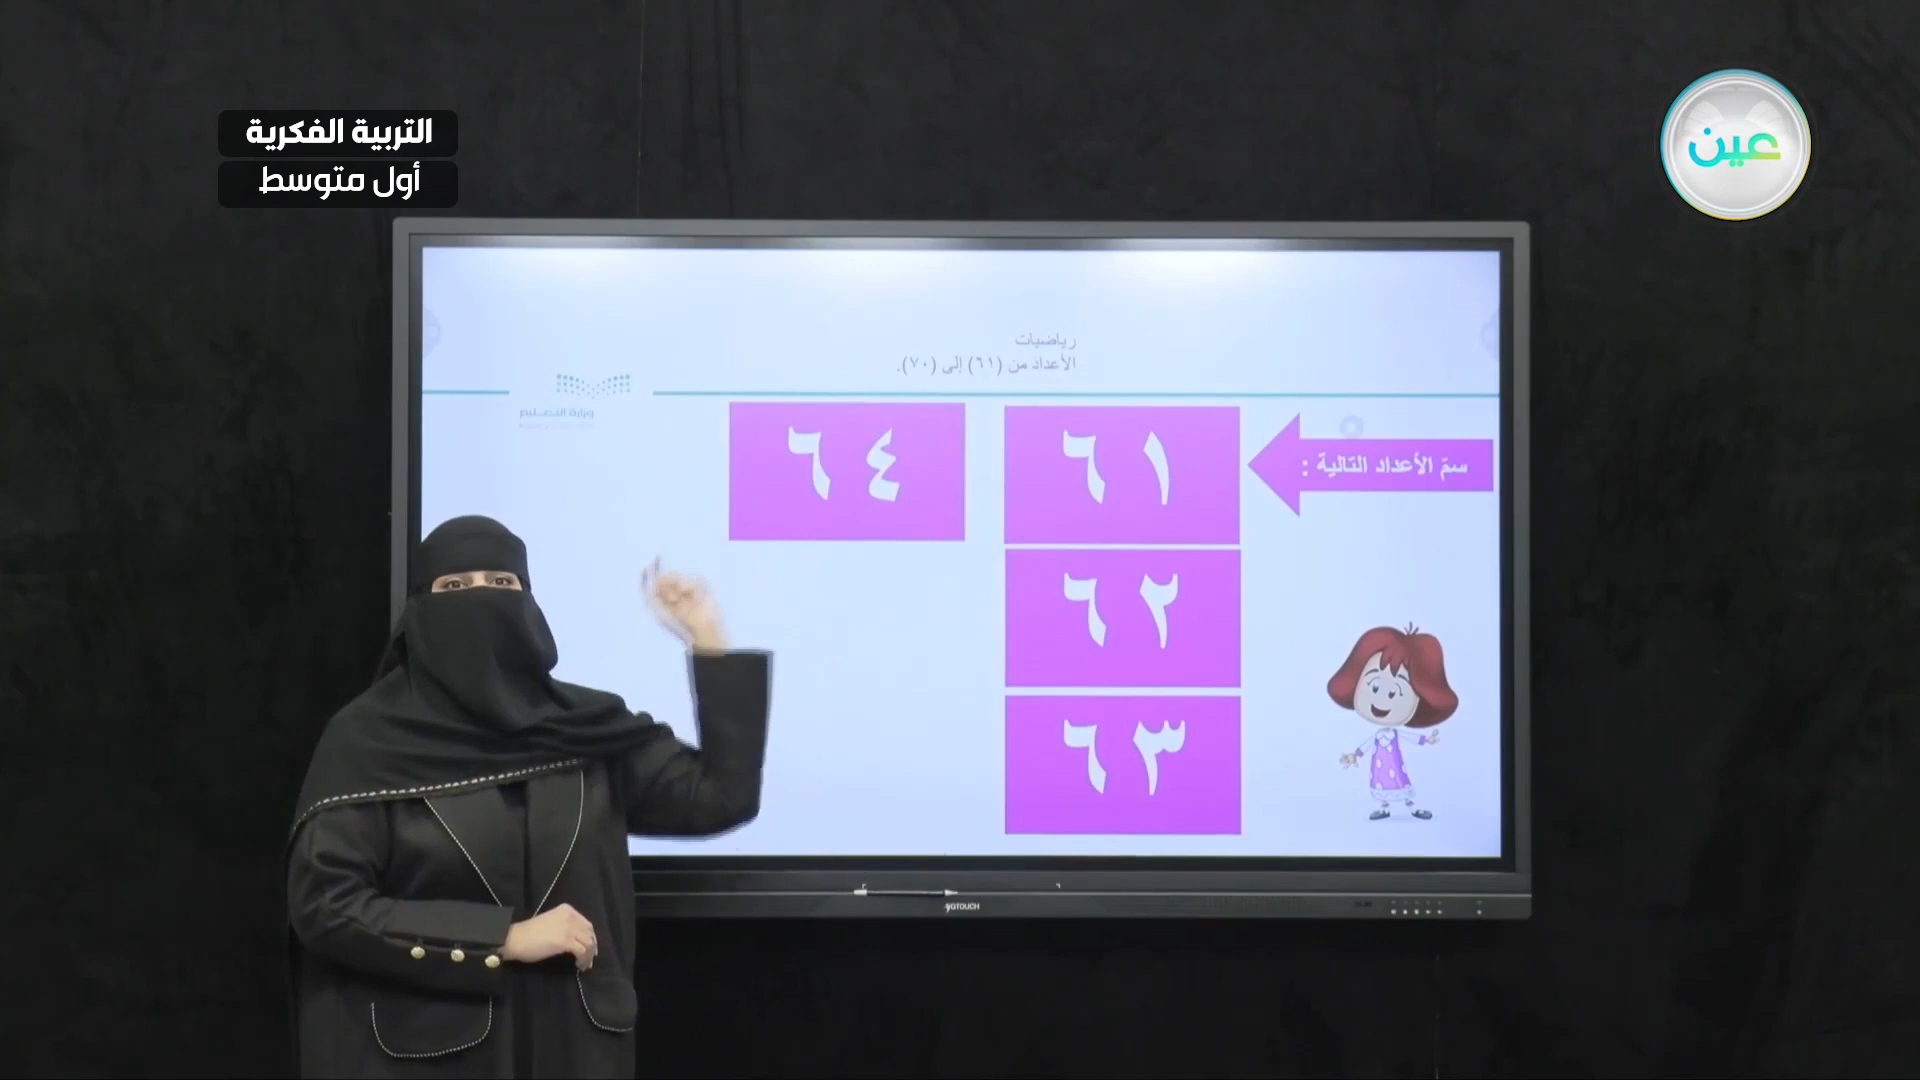 التربية الفكرية
أول متوسط
عين
رياضيات
الأعداد من (٦١) إلى (٧٠).
وزارة التعليم
سمّ الأعداد التالية :
٦١
٦٤
٦٢
٦٣